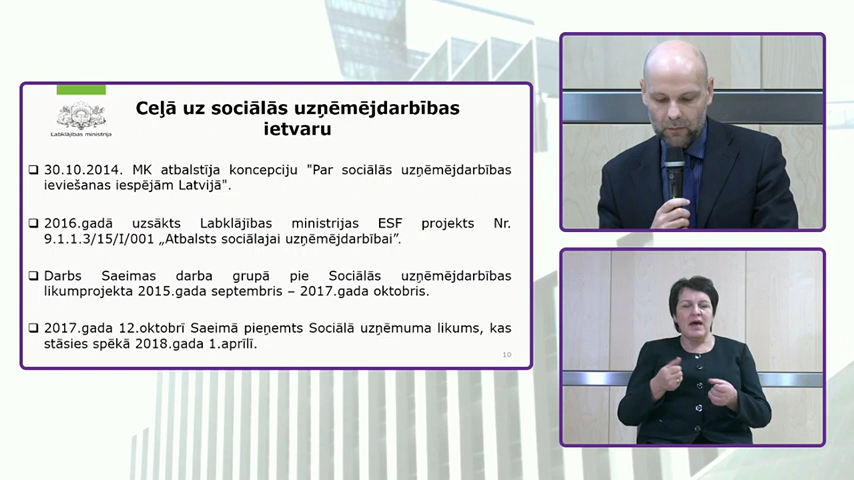 Ceļā uz sociālās uzņēmējdarbības
ietvaru
Labklājības ministrija
❑ 30.10.2014. MK atbalstīja koncepciju "Par sociālās uzņēmējdarbības
ieviešanas iespējām Latvijā".
❑ 2016.gadā uzsākts Labklājības ministrijas ESF projekts Nr.
9.1.1.3/15/I/001 „Atbalsts sociālajai uzņēmējdarbībai”.
❑ Darbs Saeimas darba grupā pie Sociālās uzņēmējdarbības
likumprojekta 2015.gada septembris – 2017.gada oktobris.
❑ 2017.gada 12.oktobrī Saeimā pieņemts Sociālā uzņēmuma likums, kas
stāsies spēkā 2018.gada 1.aprīlī.
10